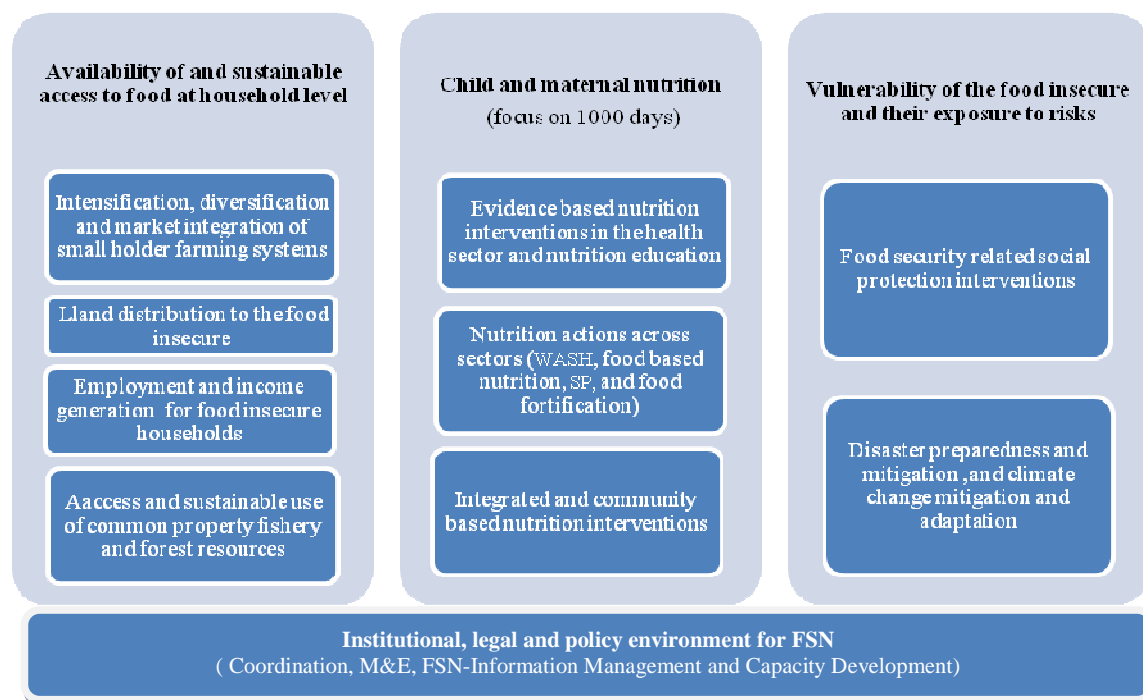 Availability of and sustainable
access to food at household level
Intensification, diversification
and market integration of
small holder farming systems
Lland distribution to the food
insecure
Employment and income
generation for food insecure
households
Aaccess and sustainable use
of common property fishery
and forest resources
Child and maternal nutrition
(focus on 1000 days)
Evidence based nutrition
interventions in the health
sector and nutrition education
Nutrition actions across
sectors (WASH, food based
nutrition, SP, and food
fortification)
Integrated and community
based nutrition interventions
Vulnerability of the food insecure
and their exposure to risks
Food security related social
protection interventions
Disaster preparedness and
mitigation ,and climate
change mitigation and
adaptation
Institutional, legal and policy environment for FSN
( Coordination, M&E, FSN-Information Management and Capacity Development)